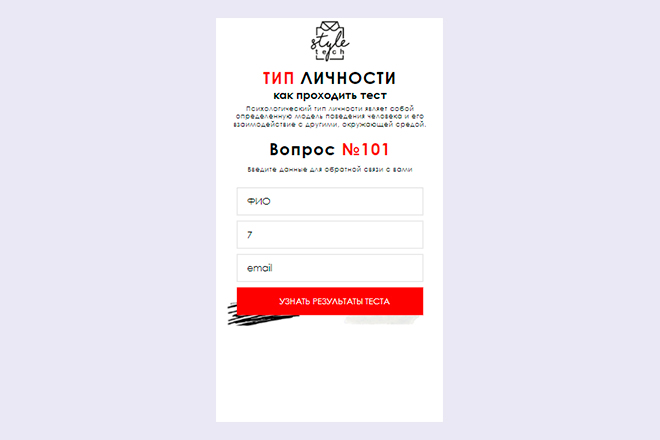 style
tech
ТИП ЛИЧНОСТИ
как проходить тест
Психологический тип личности являет собой
определенную модель поведения человека и его
взаимодействие с другими, окружающей средой.
Вопрос №101
Введите данные для обратной связи с вами
ФИО
7
email
УЗНАТЬ РЕЗУЛЬТАТЫ ТЕСТА